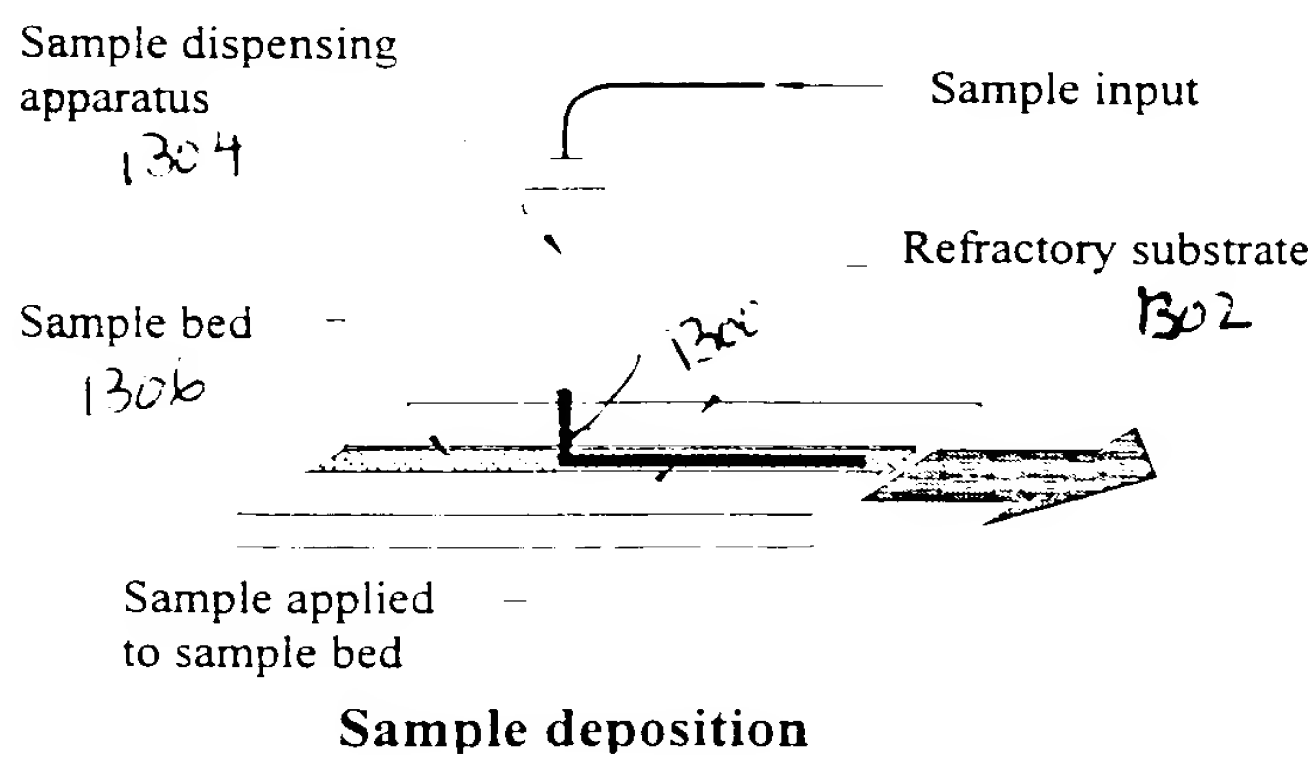 Sample dispensing
apparatus
1304
Sample input
Refractory substrate
1302
Sample bed
1306
Sample applied
to sample bed
Sample deposition